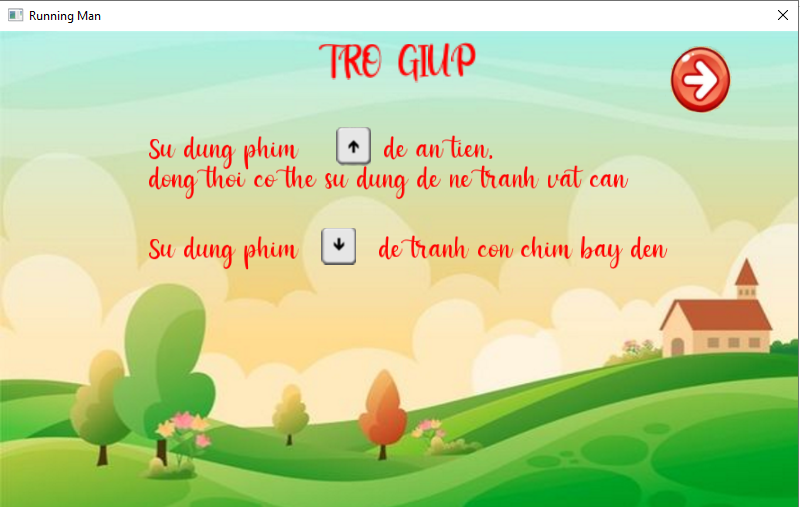 Running Man
TRO GIUP
Su dung phim ↑ de an tien.
dong thoi co the su dung de ne tranh vat can
Su dung phim ↓ de tranh con chim bay den